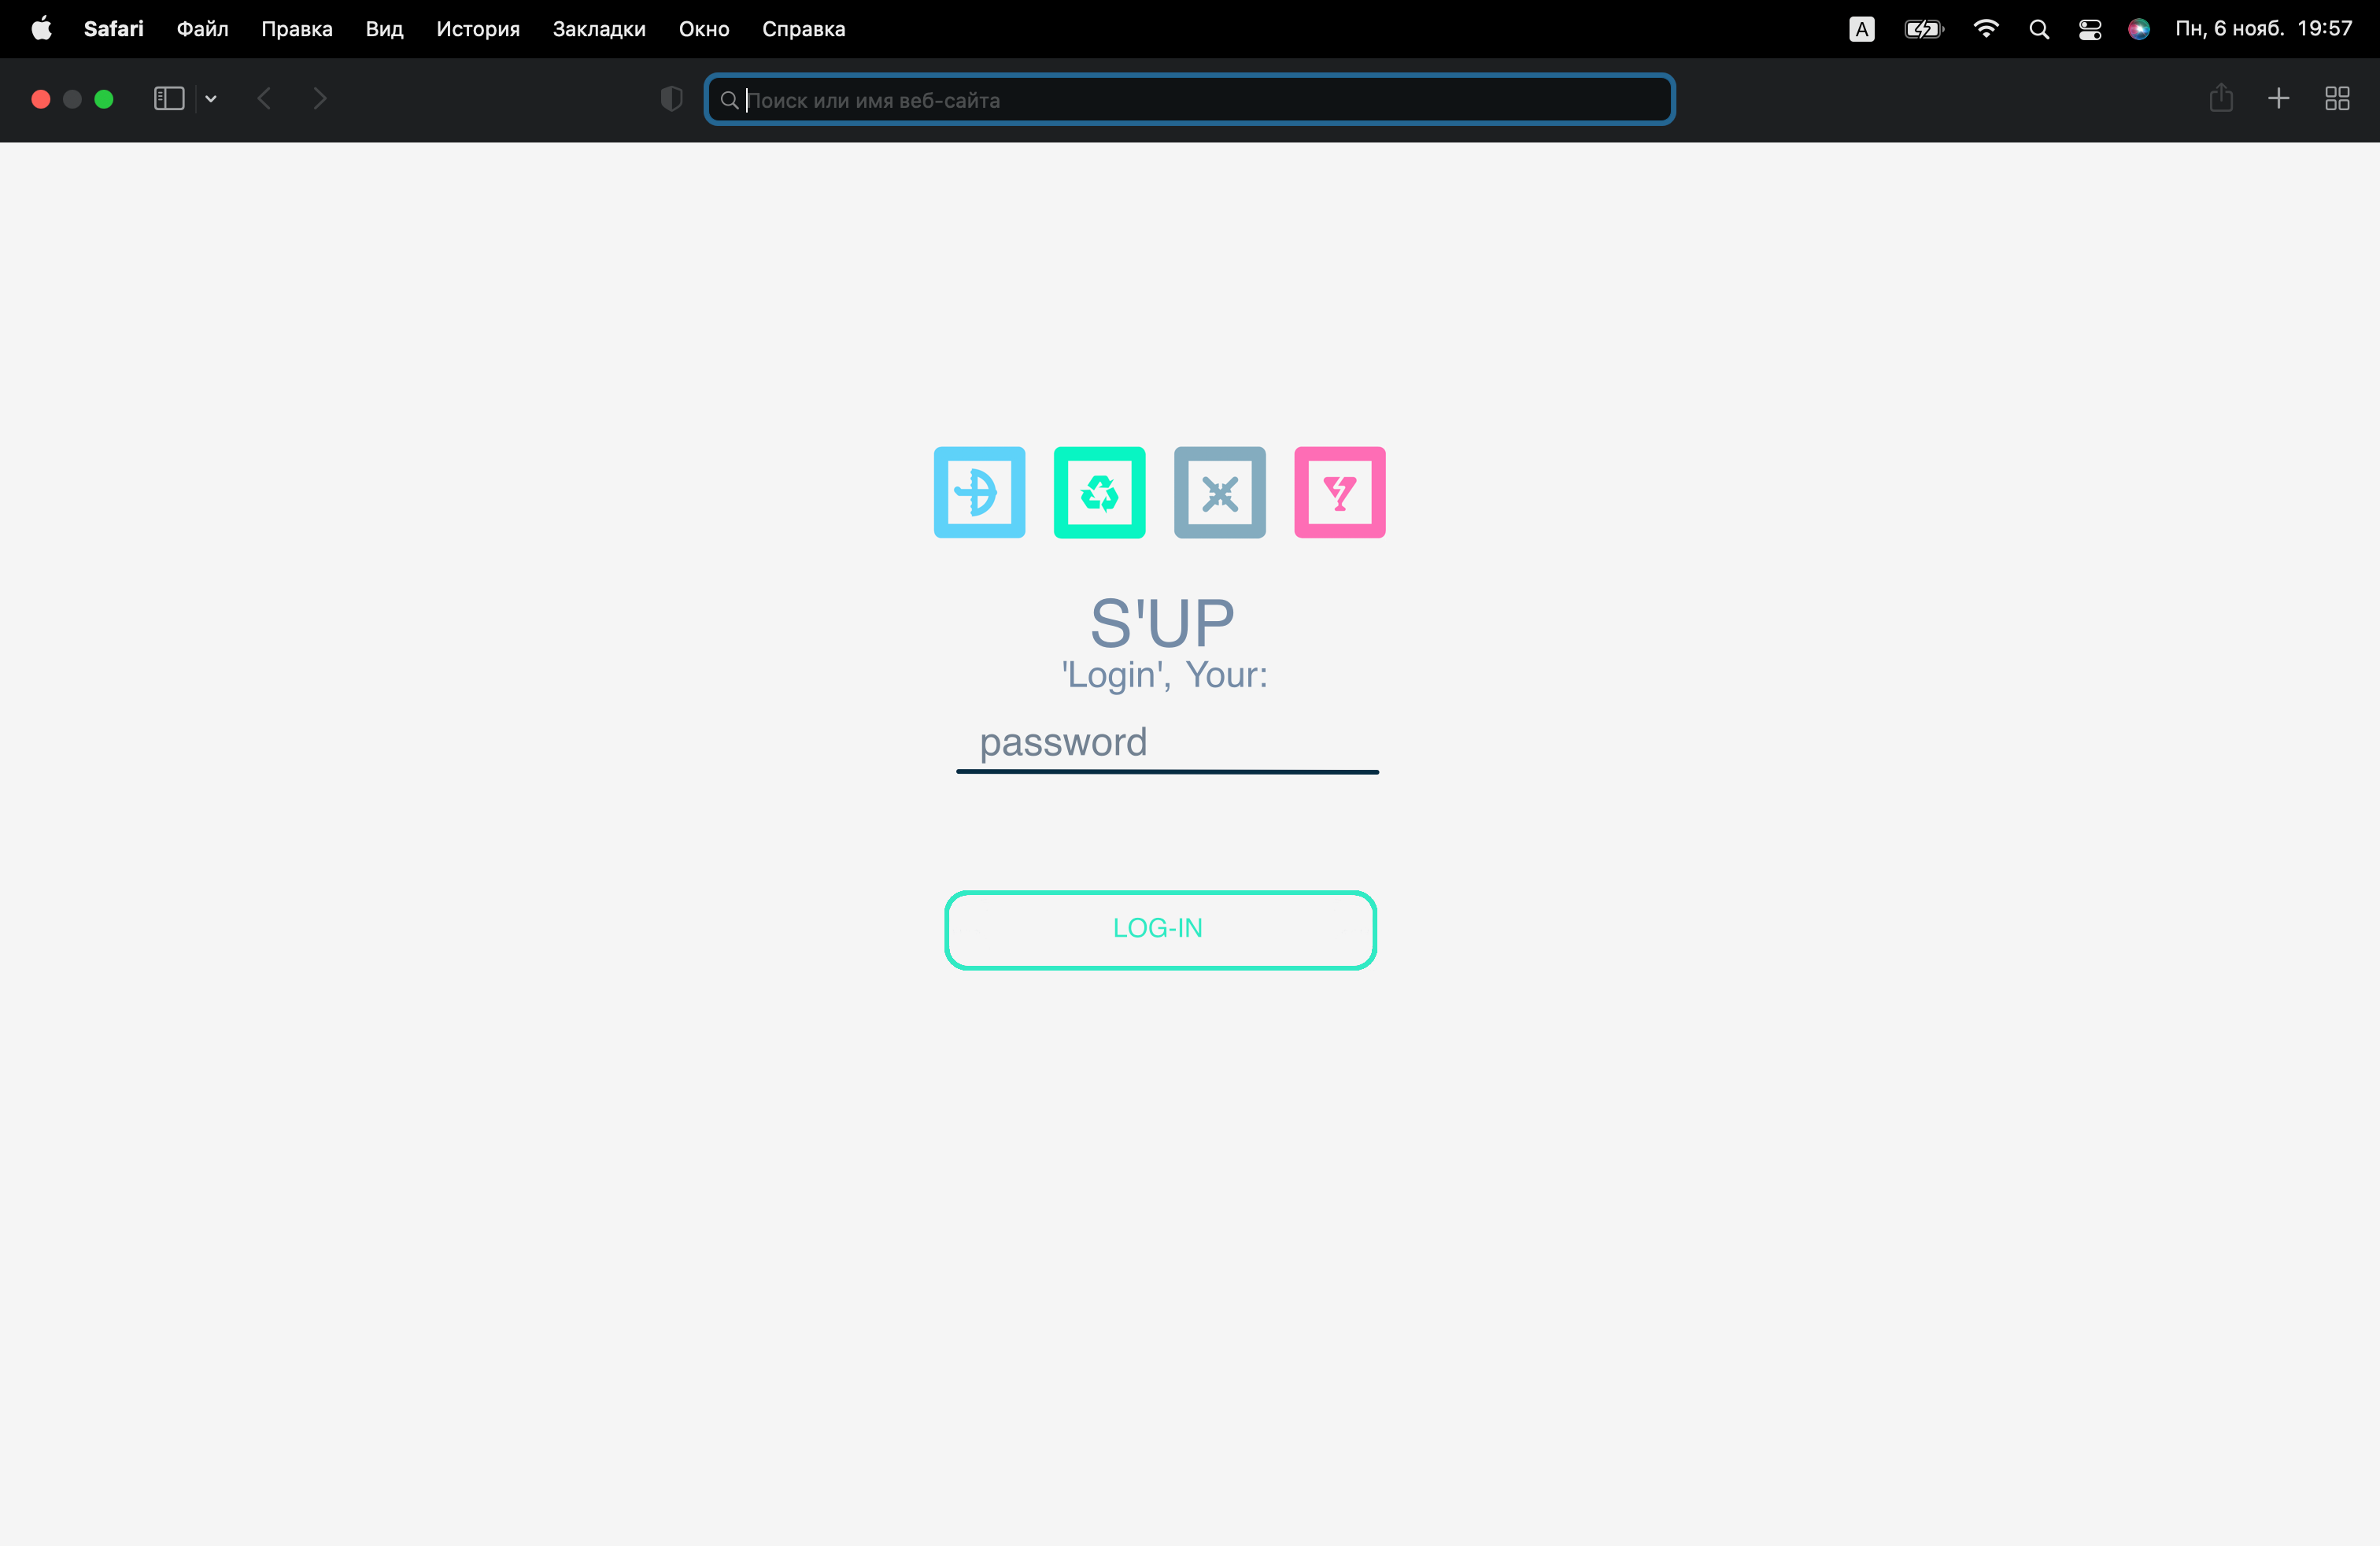 Safari Файл Правка Вид История Закладки Окно Справка A Пн, 6 нояб. 19:57
Поиск или имя веб-сайта
S'UP
'Login', Your:
password
LOG-IN